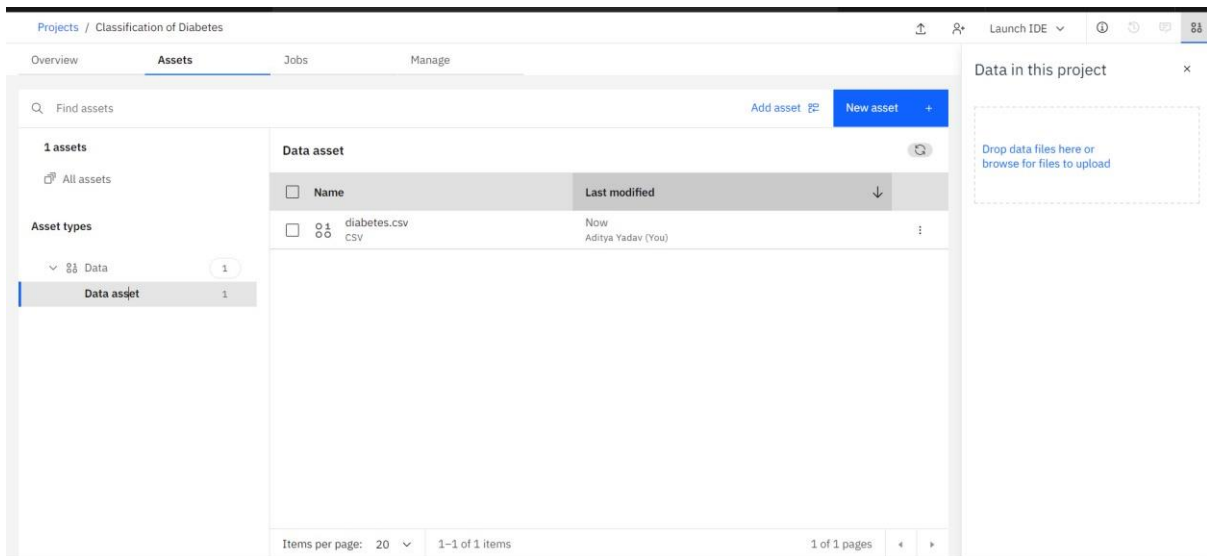 Projects / Classification of Diabetes
Launch IDE
Overview
Assets
Jobs
Manage
Find assets
Add asset
New asset +
1 assets
All assets
Asset types
Data 1
Data asset 1
Data asset
Name
Last modified
diabetes.csv
CSV
Now
Aditya Yadav (You)
Items per page: 20
1–1 of 1 items
1 of 1 pages
Data in this project
Drop data files here or
browse for files to upload